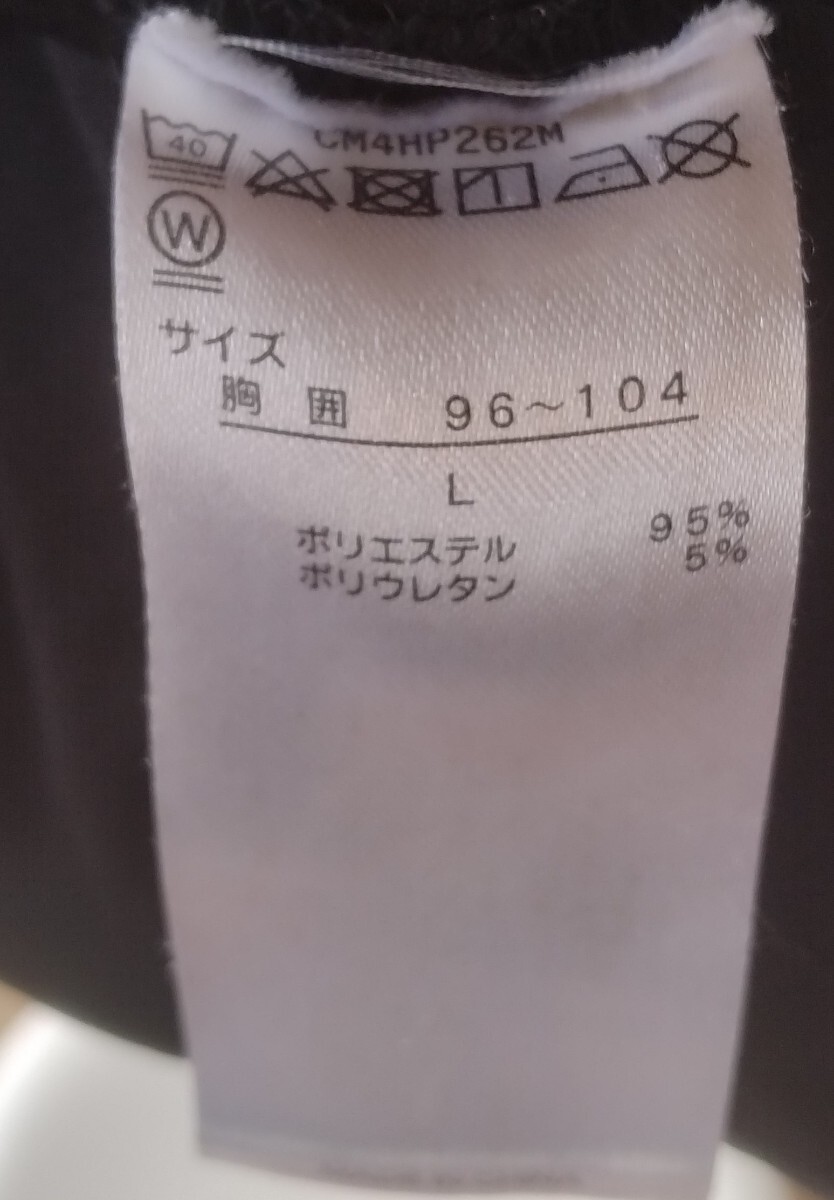 CM4HP262M
40
W
サイズ
胸 囲 96～104
L
ポリエステル 95%
ポリウレタン 5%